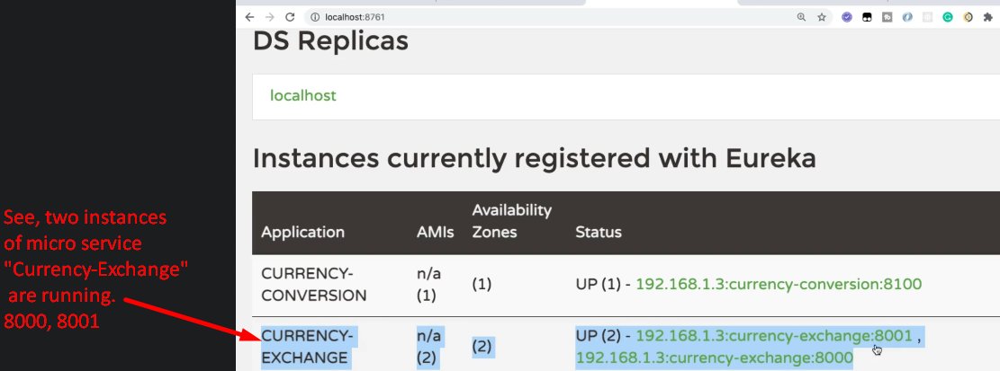 localhost:8761
DS Replicas
localhost
Instances currently registered with Eureka
Application AMIs Availability Zones Status
CURRENCY-CONVERSION n/a (1) (1) UP (1) - 192.168.1.3:currency-conversion:8100
CURRENCY-EXCHANGE n/a (2) (2) UP (2) - 192.168.1.3:currency-exchange:8001 ,
192.168.1.3:currency-exchange:8000
See, two instances
of micro service
"Currency-Exchange"
are running.
8000, 8001